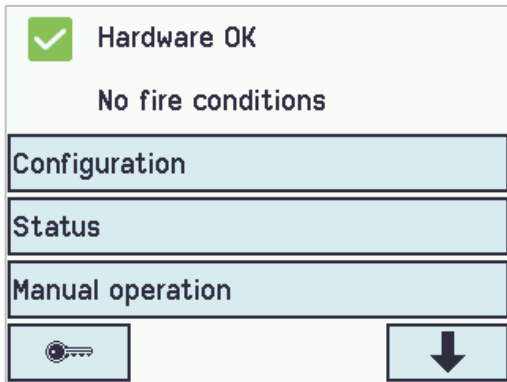 Hardware OK
No fire conditions
Configuration
Status
Manual operation